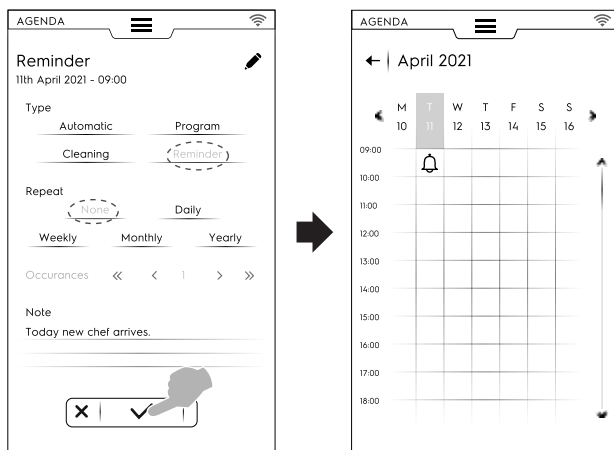 AGENDA
Reminder
11th April 2021 - 09:00
Type
Automatic Program
Cleaning Reminder
Repeat
None Daily
Weekly Monthly Yearly
Occurances 1
Note
Today new chef arrives.
AGENDA
April 2021
M T W T F S S
10 11 12 13 14 15 16
09:00
10:00
11:00
12:00
13:00
14:00
15:00
16:00
17:00
18:00